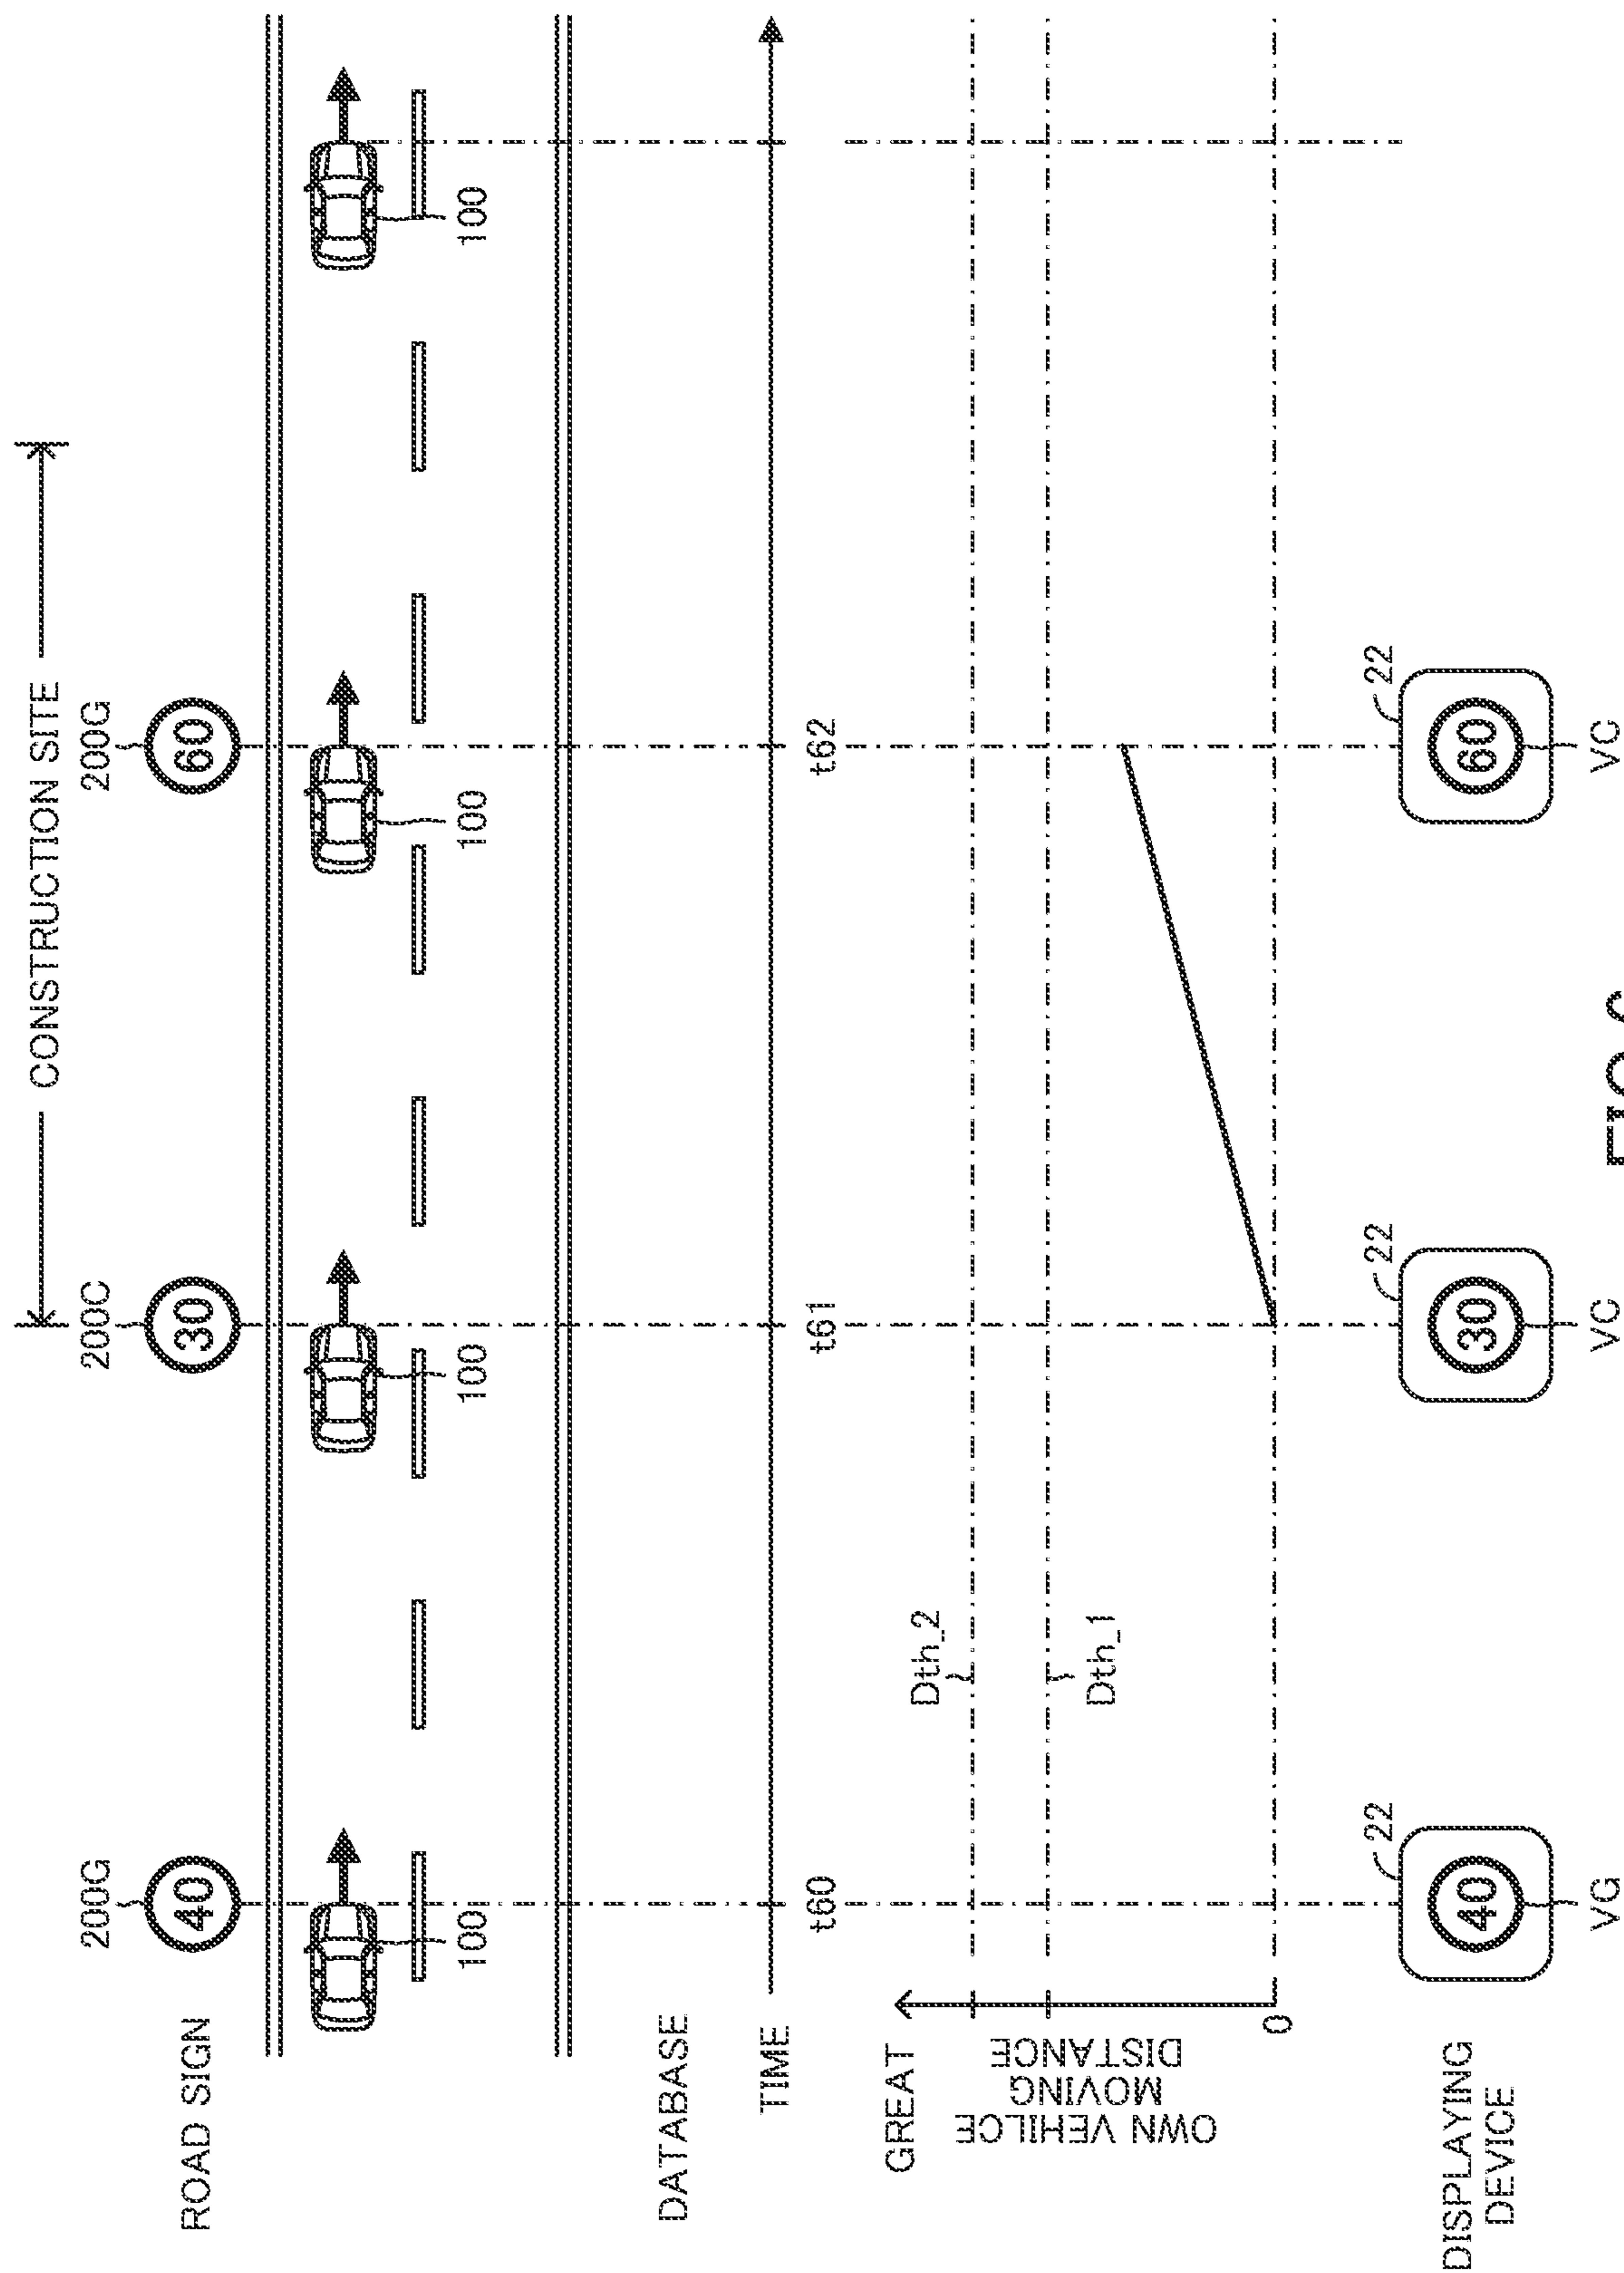 CONSTRUCTION SITE
200G
200C
200G
ROAD SIGN
40
30
60
100
100
100
100
DATABASE
TIME
t60
t61
t62
GREAT
Dth_2
Dth_1
OWN VEHILCE
MOVING
DISTANCE
0
DISPLAYING
DEVICE
22
22
22
40
30
60
VG
VC
VC